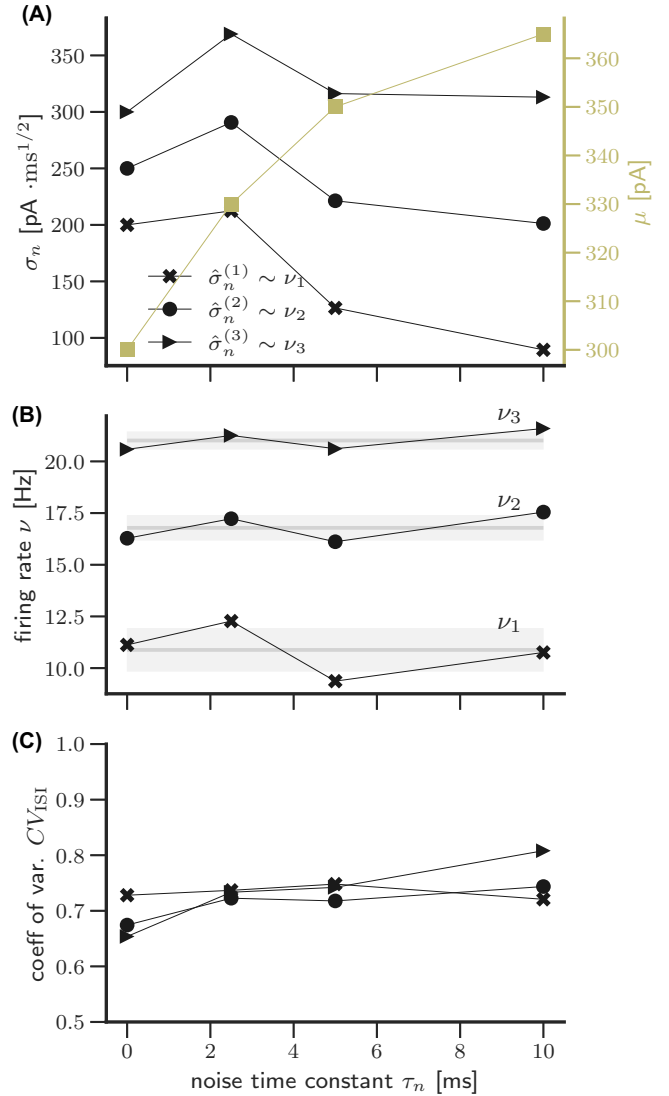 (A)
350
300
250
200
150
100
σₙ [pA ·ms^{1/2}]
360
350
340
330
320
310
300
μ [pA]
σ̂ₙ^{(1)} ∼ ν₁
σ̂ₙ^{(2)} ∼ ν₂
σ̂ₙ^{(3)} ∼ ν₃
(B)
20.0
17.5
15.0
12.5
10.0
firing rate ν [Hz]
ν₃
ν₂
ν₁
(C)
1.0
0.9
0.8
0.7
0.6
0.5
coeff of var. CV_{ISI}
0 2 4 6 8 10
noise time constant τₙ [ms]